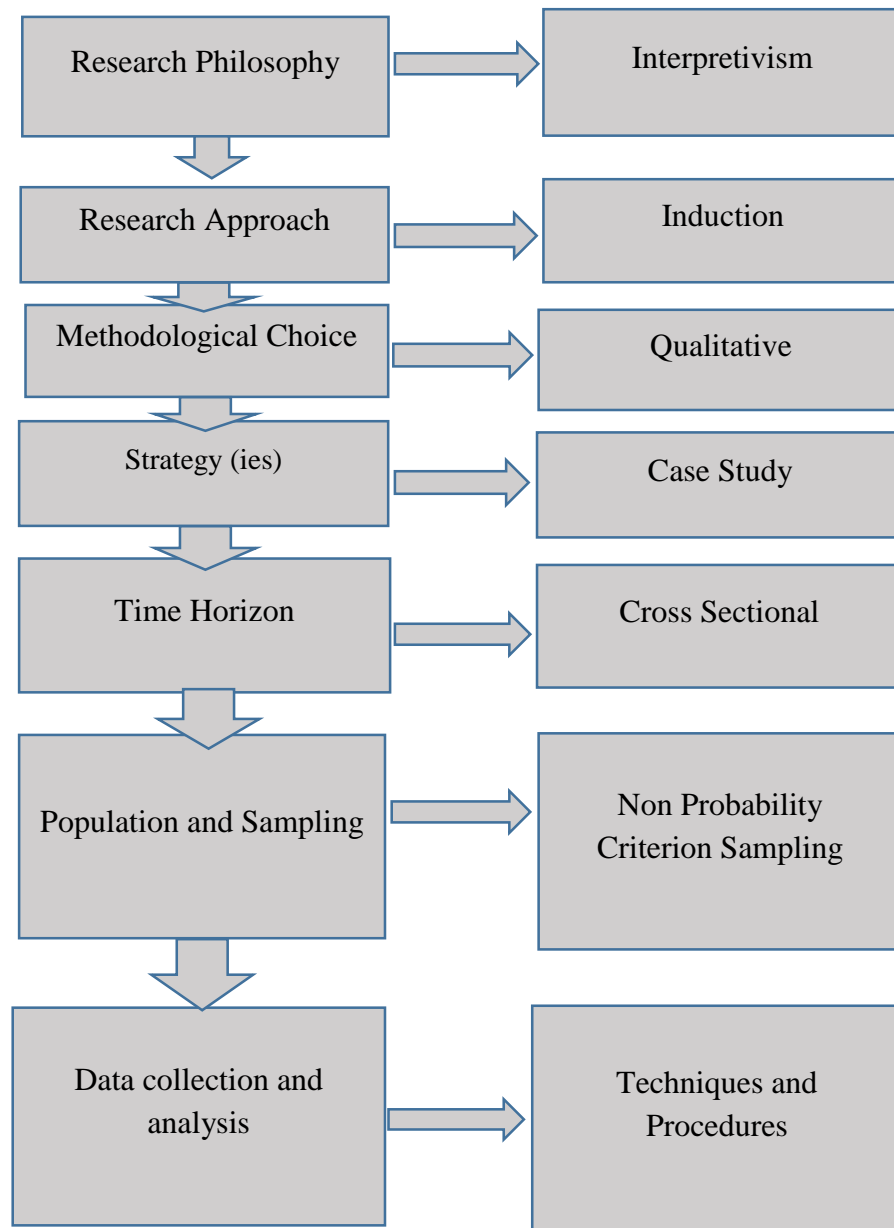 Research Philosophy
Interpretivism
Research Approach
Induction
Methodological Choice
Qualitative
Strategy (ies)
Case Study
Time Horizon
Cross Sectional
Population and Sampling
Non Probability
Criterion Sampling
Data collection and
analysis
Techniques and
Procedures